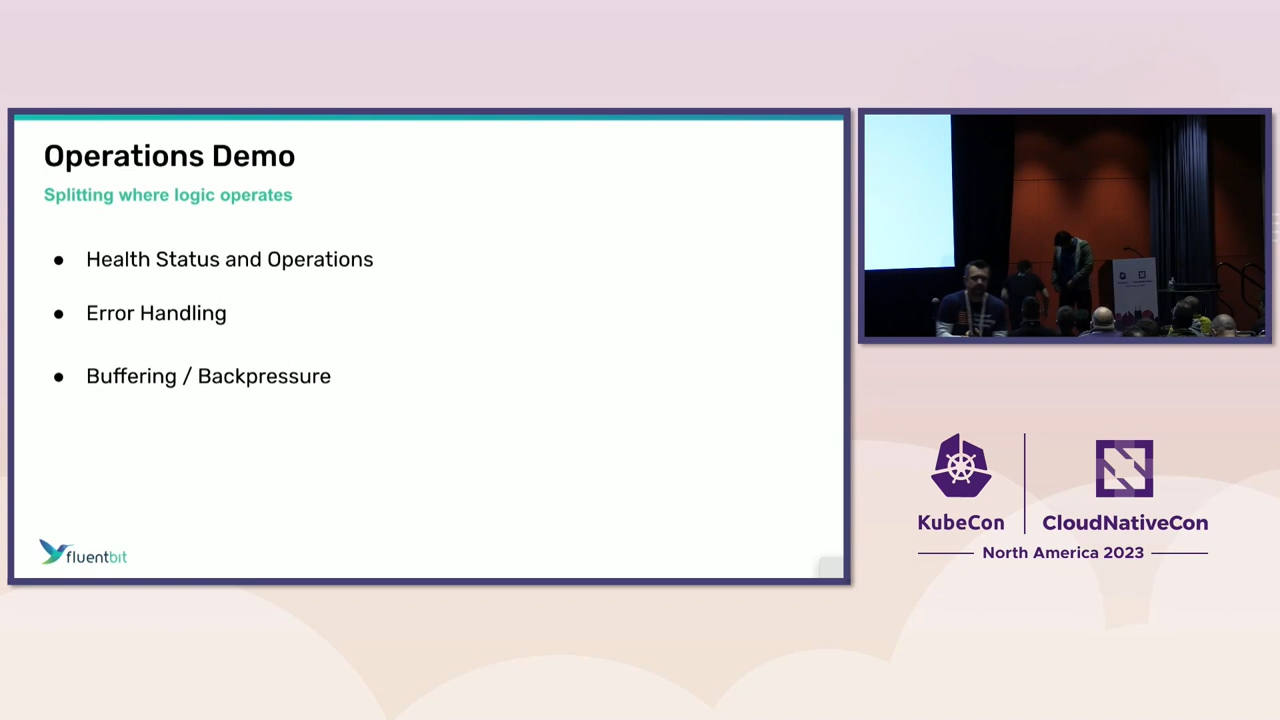 Operations Demo
Splitting where logic operates
● Health Status and Operations
● Error Handling
● Buffering / Backpressure
fluentbit
KubeCon
CloudNativeCon
North America 2023